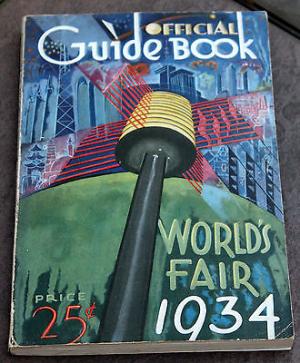 OFFICIAL
Guide BOOK
WORLD'S
FAIR
1934
PRICE
25¢